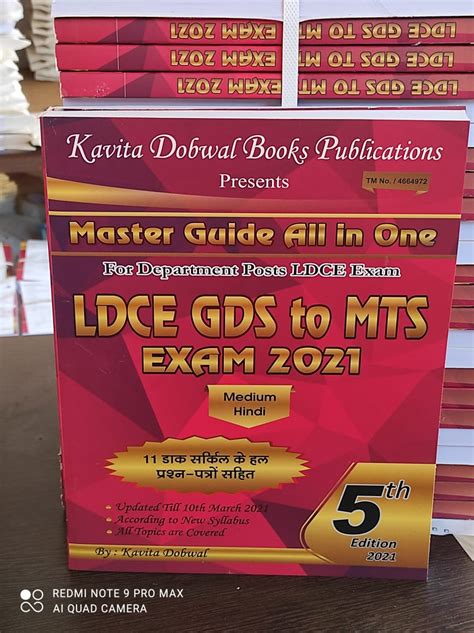 LDCE GDS to MTS EXAM 2021
LDCE GDS to MTS EXAM 2021
LDCE GDS to MTS EXAM 2021
Kavita Dobwal Books Publications
Presents
TM No. / 4664972
Master Guide All in One
For Department Posts LDCE Exam
LDCE GDS to MTS
EXAM 2021
Medium
Hindi
11 डाक सर्किल के हल
प्रश्न-पत्रों सहित
• Updated Till 10th March 2021
• According to New Syllabus
• All Topics are Covered
5th
Edition
2021
By : Kavita Dobwal
REDMI NOTE 9 PRO MAX
AI QUAD CAMERA